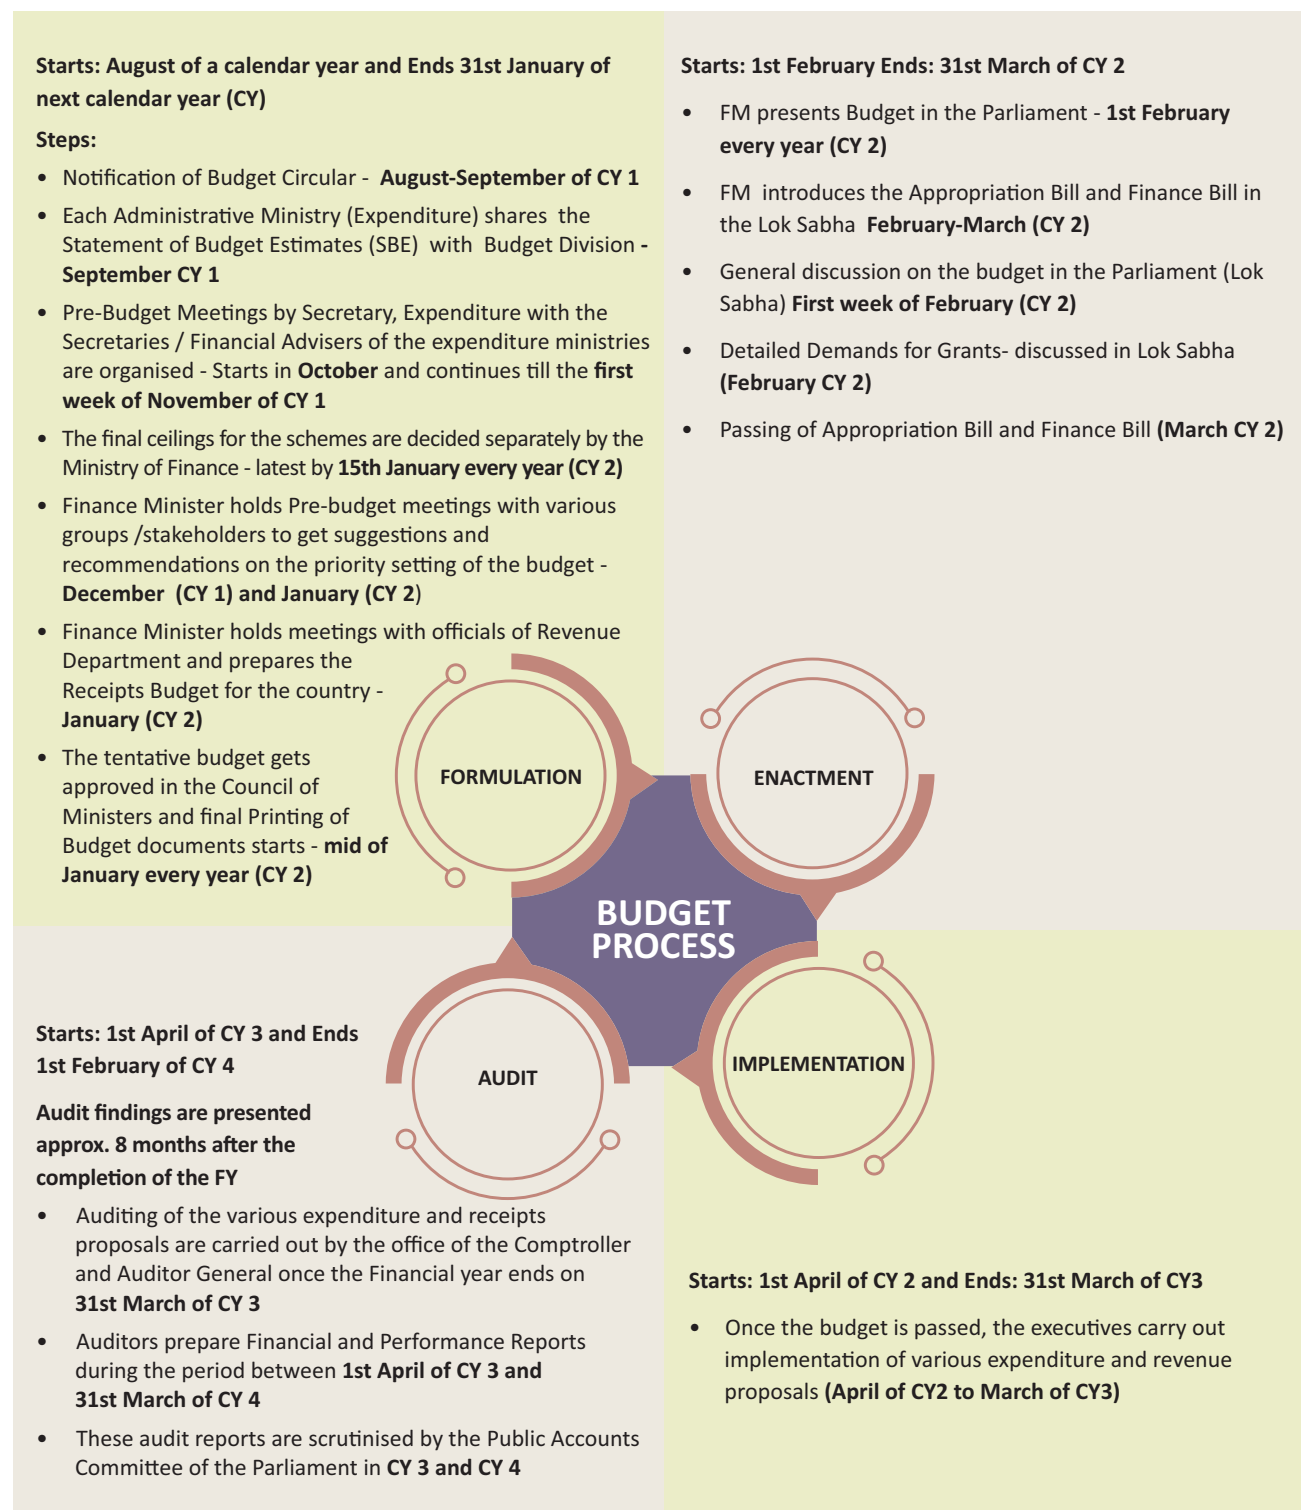 Starts: August of a calendar year and Ends 31st January of
next calendar year (CY)
Steps:
• Notification of Budget Circular - August-September of CY 1
• Each Administrative Ministry (Expenditure) shares the
Statement of Budget Estimates (SBE) with Budget Division -
September CY 1
• Pre-Budget Meetings by Secretary, Expenditure with the
Secretaries / Financial Advisers of the expenditure ministries
are organised - Starts in October and continues till the first
week of November of CY 1
• The final ceilings for the schemes are decided separately by the
Ministry of Finance - latest by 15th January every year (CY 2)
• Finance Minister holds Pre-budget meetings with various
groups /stakeholders to get suggestions and
recommendations on the priority setting of the budget -
December (CY 1) and January (CY 2)
• Finance Minister holds meetings with officials of Revenue
Department and prepares the
Receipts Budget for the country -
January (CY 2)
• The tentative budget gets
approved in the Council of
Ministers and final Printing of
Budget documents starts - mid of
January every year (CY 2)
FORMULATION
Starts: 1st February Ends: 31st March of CY 2
• FM presents Budget in the Parliament - 1st February
every year (CY 2)
• FM introduces the Appropriation Bill and Finance Bill in
the Lok Sabha February-March (CY 2)
• General discussion on the budget in the Parliament (Lok
Sabha) First week of February (CY 2)
• Detailed Demands for Grants- discussed in Lok Sabha
(February CY 2)
• Passing of Appropriation Bill and Finance Bill (March CY 2)
ENACTMENT
BUDGET
PROCESS
Starts: 1st April of CY 3 and Ends
1st February of CY 4
Audit findings are presented
approx. 8 months after the
completion of the FY
• Auditing of the various expenditure and receipts
proposals are carried out by the office of the Comptroller
and Auditor General once the Financial year ends on
31st March of CY 3
• Auditors prepare Financial and Performance Reports
during the period between 1st April of CY 3 and
31st March of CY 4
• These audit reports are scrutinised by the Public Accounts
Committee of the Parliament in CY 3 and CY 4
AUDIT
IMPLEMENTATION
Starts: 1st April of CY 2 and Ends: 31st March of CY3
• Once the budget is passed, the executives carry out
implementation of various expenditure and revenue
proposals (April of CY2 to March of CY3)